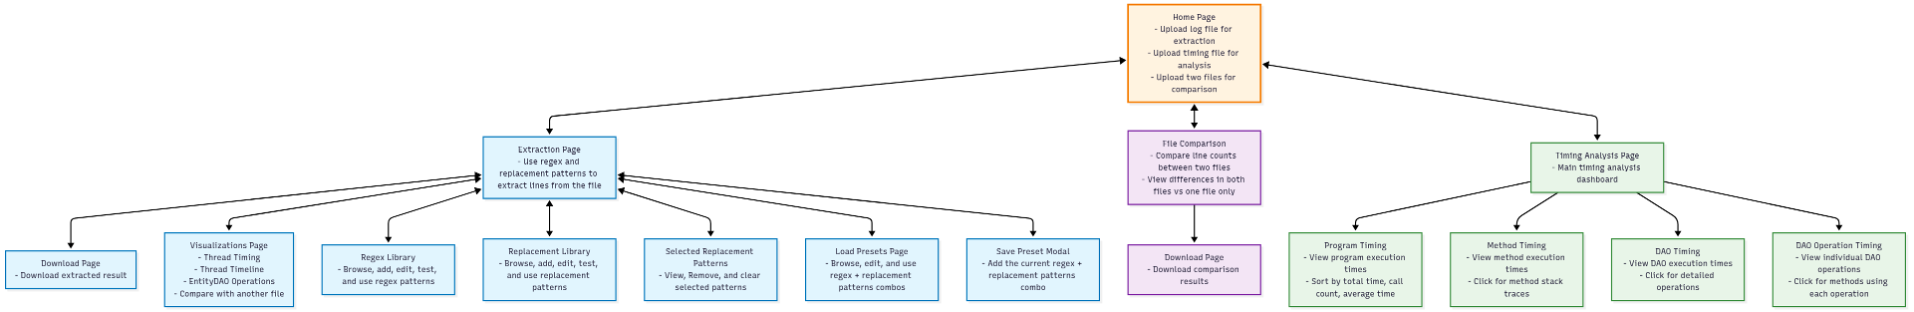 Home Page
- Upload log file for
extraction
- Upload timing file for
analysis
- Upload two files for
comparison
Extraction Page
- Use regex and
replacement patterns to
extract lines from the file
File Comparison
- Compare line counts
between two files
- View differences in both
files vs one file only
Timing Analysis Page
- Main timing analysis
dashboard
Download Page
- Download extracted result
Visualizations Page
- Thread Timing
- Thread Timeline
- EntityDAO Operations
- Compare with another file
Regex Library
- Browse, add, edit, test,
and use regex patterns
Replacement Library
- Browse, add, edit, test,
and use replacement
patterns
Selected Replacement
Patterns
- View, Remove, and clear
selected patterns
Load Presets Page
- Browse, edit, and use
regex + replacement
patterns combos
Save Preset Modal
- Add the current regex +
replacement patterns
combo
Download Page
- Download comparison
results
Program Timing
- View program execution
times
- Sort by total time, call
count, average time
Method Timing
- View method execution
times
- Click for method stack
traces
DAO Timing
- View DAO execution times
- Click for detailed
operations
DAO Operation Timing
- View individual DAO
operations
- Click for methods using
each operation